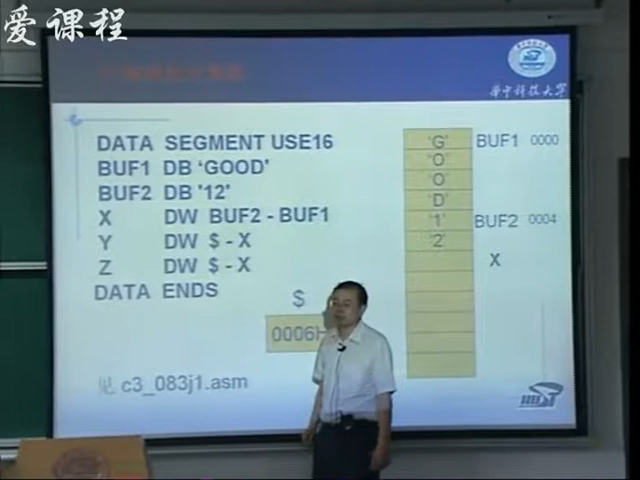 爱课程
华中科技大学
DATA SEGMENT USE16
BUF1 DB ‘GOOD’
BUF2 DB '12'
X DW BUF2 - BUF1
Y DW $ - X
Z DW $ - X
DATA ENDS
$
0006H
见 c3_083j1.asm
‘G’ BUF1 0000
‘O’
‘O’
‘D’
‘1’ BUF2 0004
‘2’
X